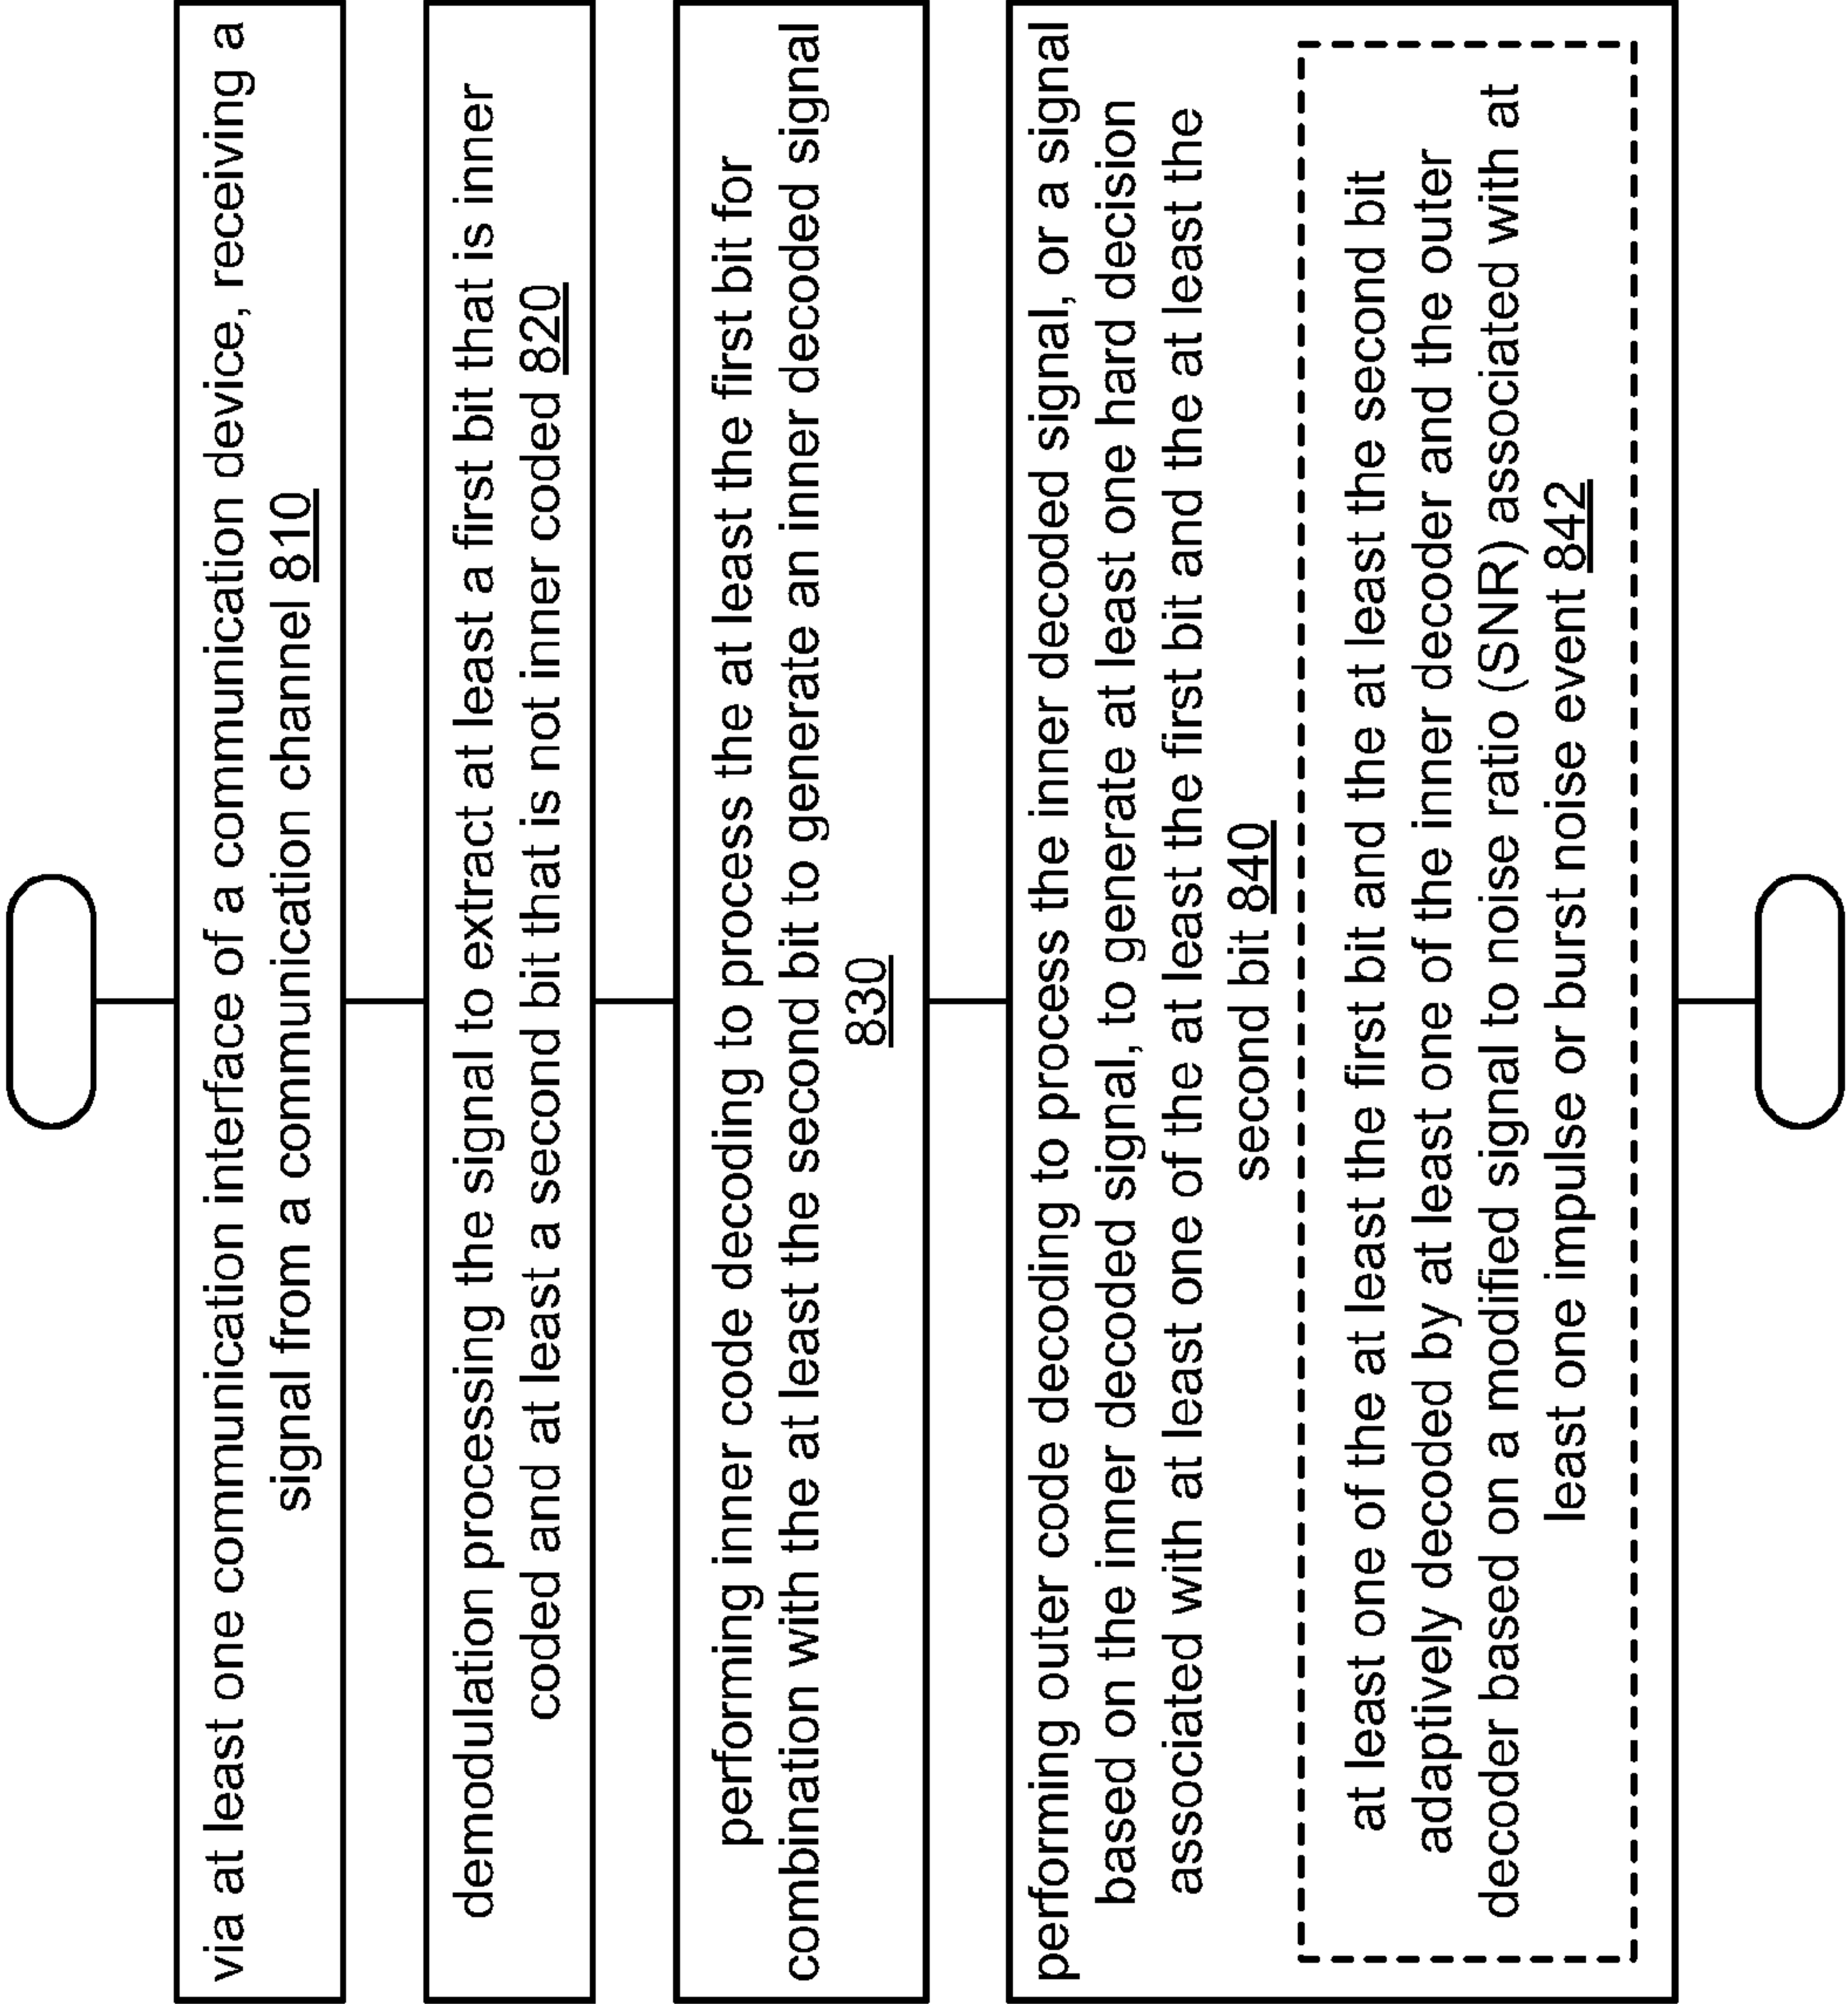 via at least one communication interface of a communication device, receiving a
signal from a communication channel 810
demodulation processing the signal to extract at least a first bit that is inner
coded and at least a second bit that is not inner coded 820
performing inner code decoding to process the at least the first bit for
combination with the at least the second bit to generate an inner decoded signal
830
performing outer code decoding to process the inner decoded signal, or a signal
based on the inner decoded signal, to generate at least one hard decision
associated with at least one of the at least the first bit and the at least the
second bit 840
at least one of the at least the first bit and the at least the second bit
adaptively decoded by at least one of the inner decoder and the outer
decoder based on a modified signal to noise ratio (SNR) associated with at
least one impulse or burst noise event 842